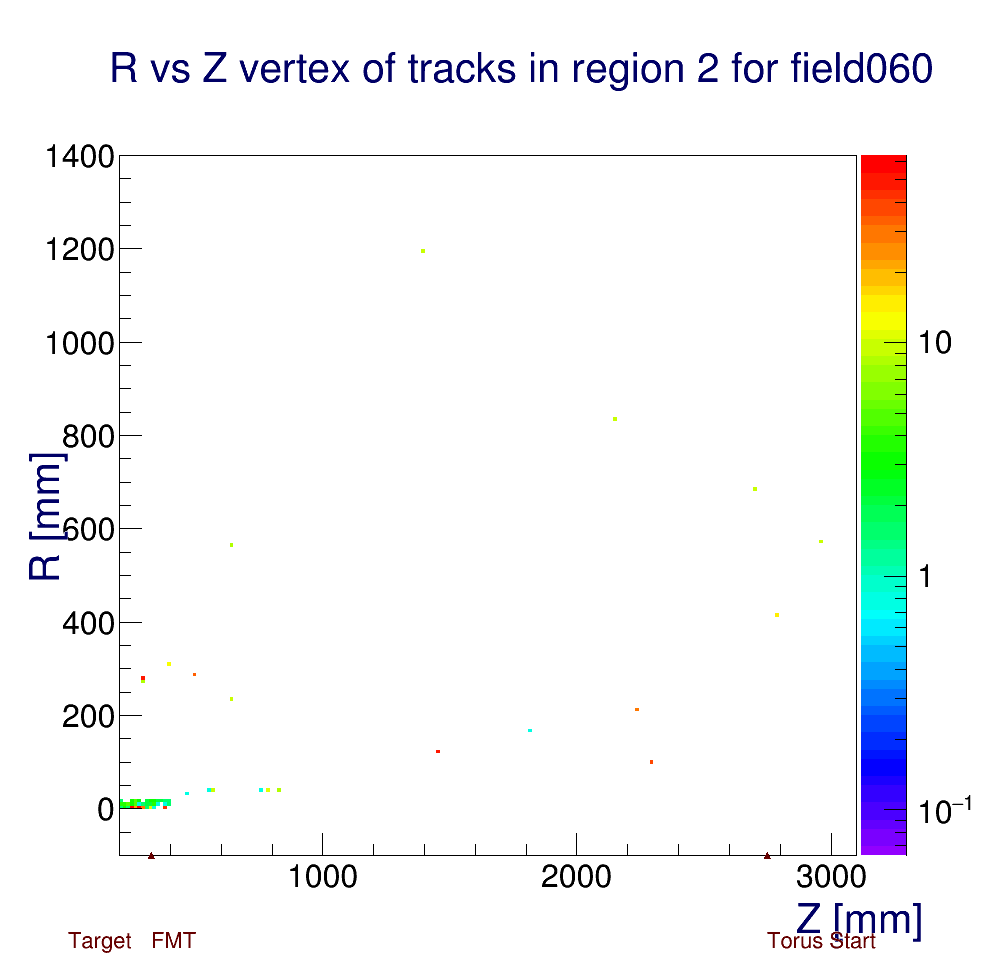 R vs Z vertex of tracks in region 2 for field060
1400
1200
1000
800
600
400
200
0
R [mm]
10
1
10⁻¹
1000 2000 3000
Z [mm]
Target FMT Torus Start